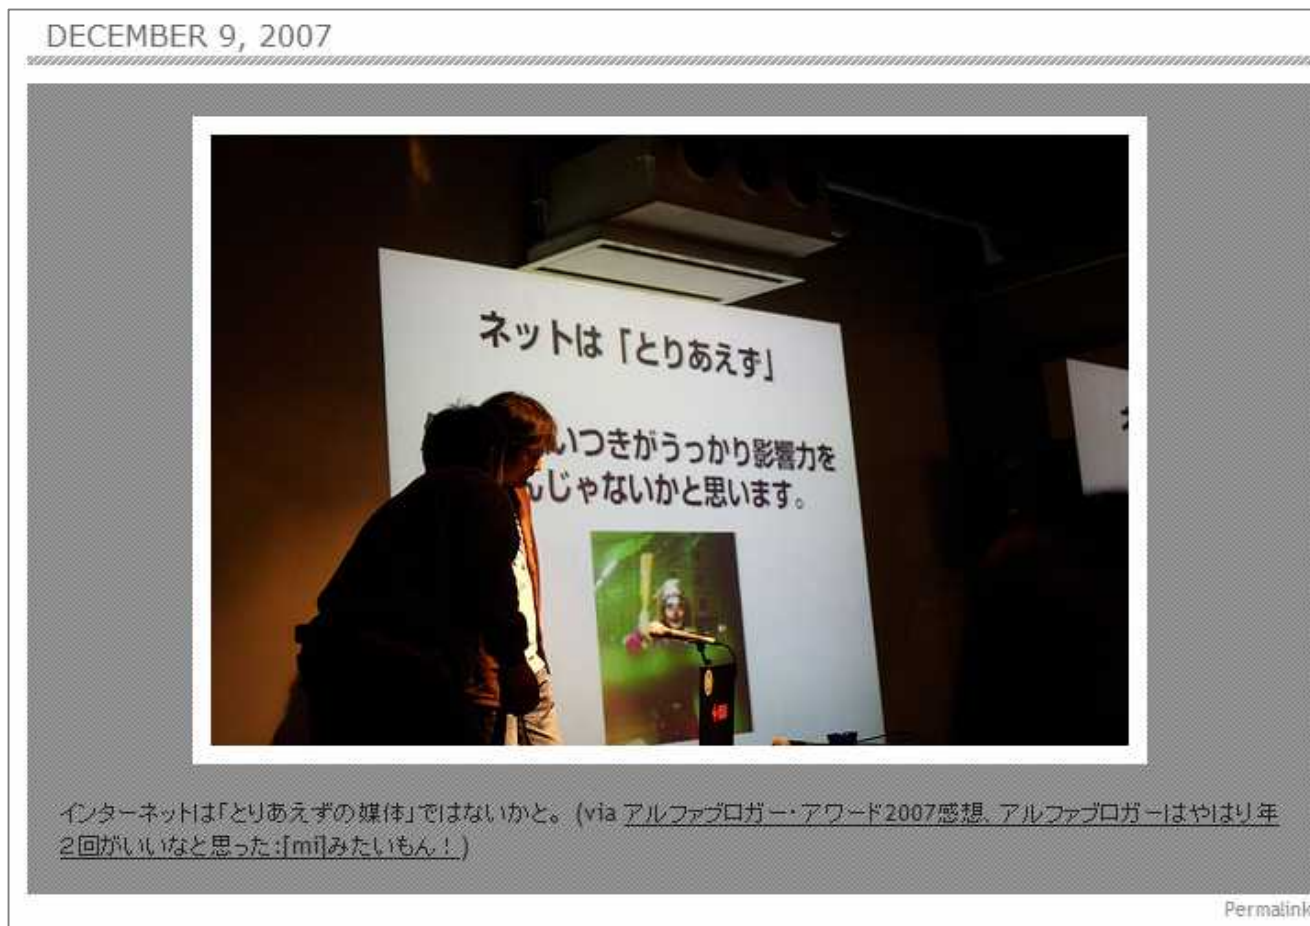 DECEMBER 9, 2007
ネットは「とりあえず」
いつきがうっかり影響力を
んじゃないかと思います。
インターネットは「とりあえずの媒体」ではないかと。 (via アルファブロガー・アワード2007感想、アルファブロガーはやはり年
2回がいいなと思った:[mi]みたいもん！)
Permalink